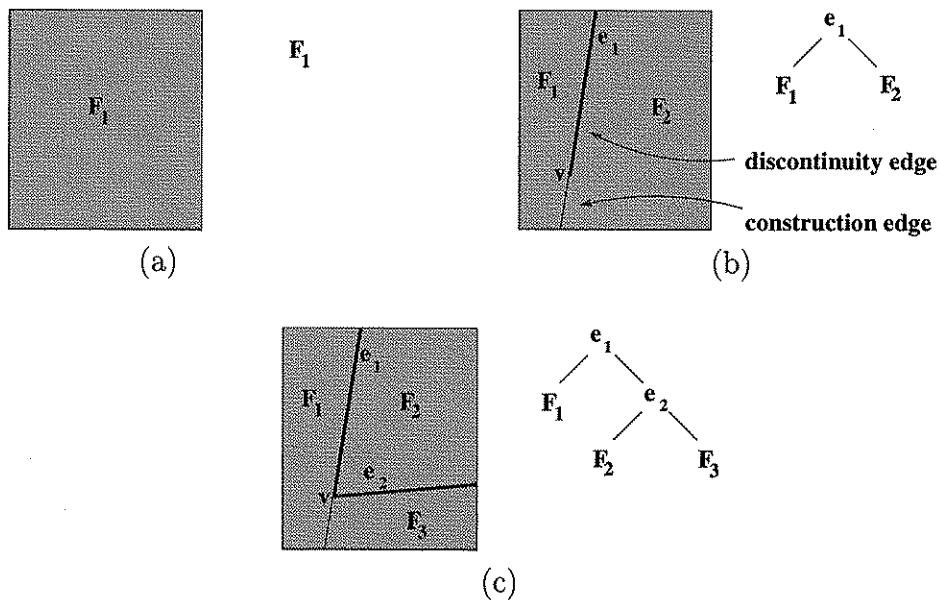 F₁
F₁
(a)
e₁
F₁
F₂
v
e₁
F₁
F₂
discontinuity edge
construction edge
(b)
e₁
F₁
F₂
e₂
v
F₃
e₁
F₁
e₂
F₂
F₃
(c)